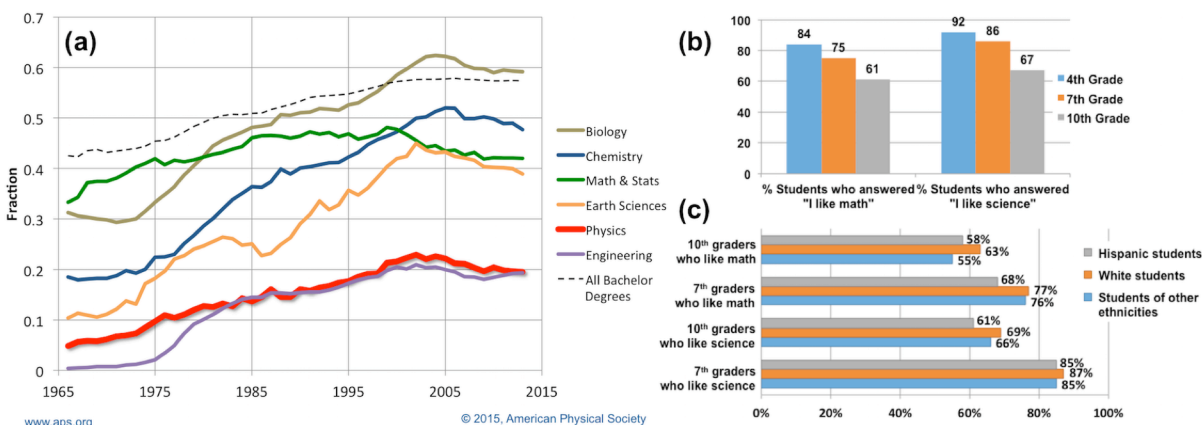 (a)
0.7
0.6
0.5
0.4
0.3
0.2
0.1
0
Fraction
1965 1975 1985 1995 2005 2015
Biology
Chemistry
Math & Stats
Earth Sciences
Physics
Engineering
All Bachelor
Degrees
www.aps.org
© 2015, American Physical Society
(b)
100
80
60
40
20
0
84 75 61 92 86 67
% Students who answered
"I like math"
% Students who answered
"I like science"
4th Grade
7th Grade
10th Grade
(c)
10th graders
who like math
58%
63%
55%
7th graders
who like math
68%
77%
76%
10th graders
who like science
61%
69%
66%
7th graders
who like science
85%
87%
85%
0% 20% 40% 60% 80% 100%
Hispanic students
White students
Students of other
ethnicities